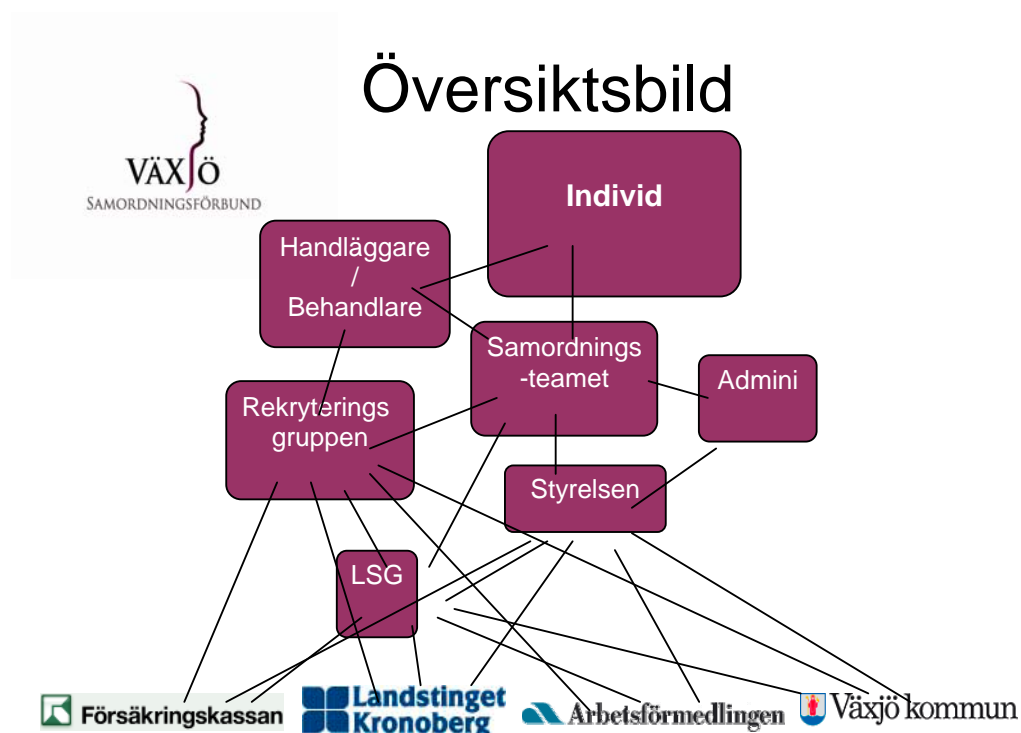 Översiktsbild
VÄXJÖ
SAMORDNINGSFÖRBUND
Individ
Handläggare
/
Behandlare
Samordnings
-teamet
Admini
Rekryterings
gruppen
Styrelsen
LSG
Försäkringskassan
Landstinget
Kronoberg
Arbetsförmedlingen
Växjö kommun